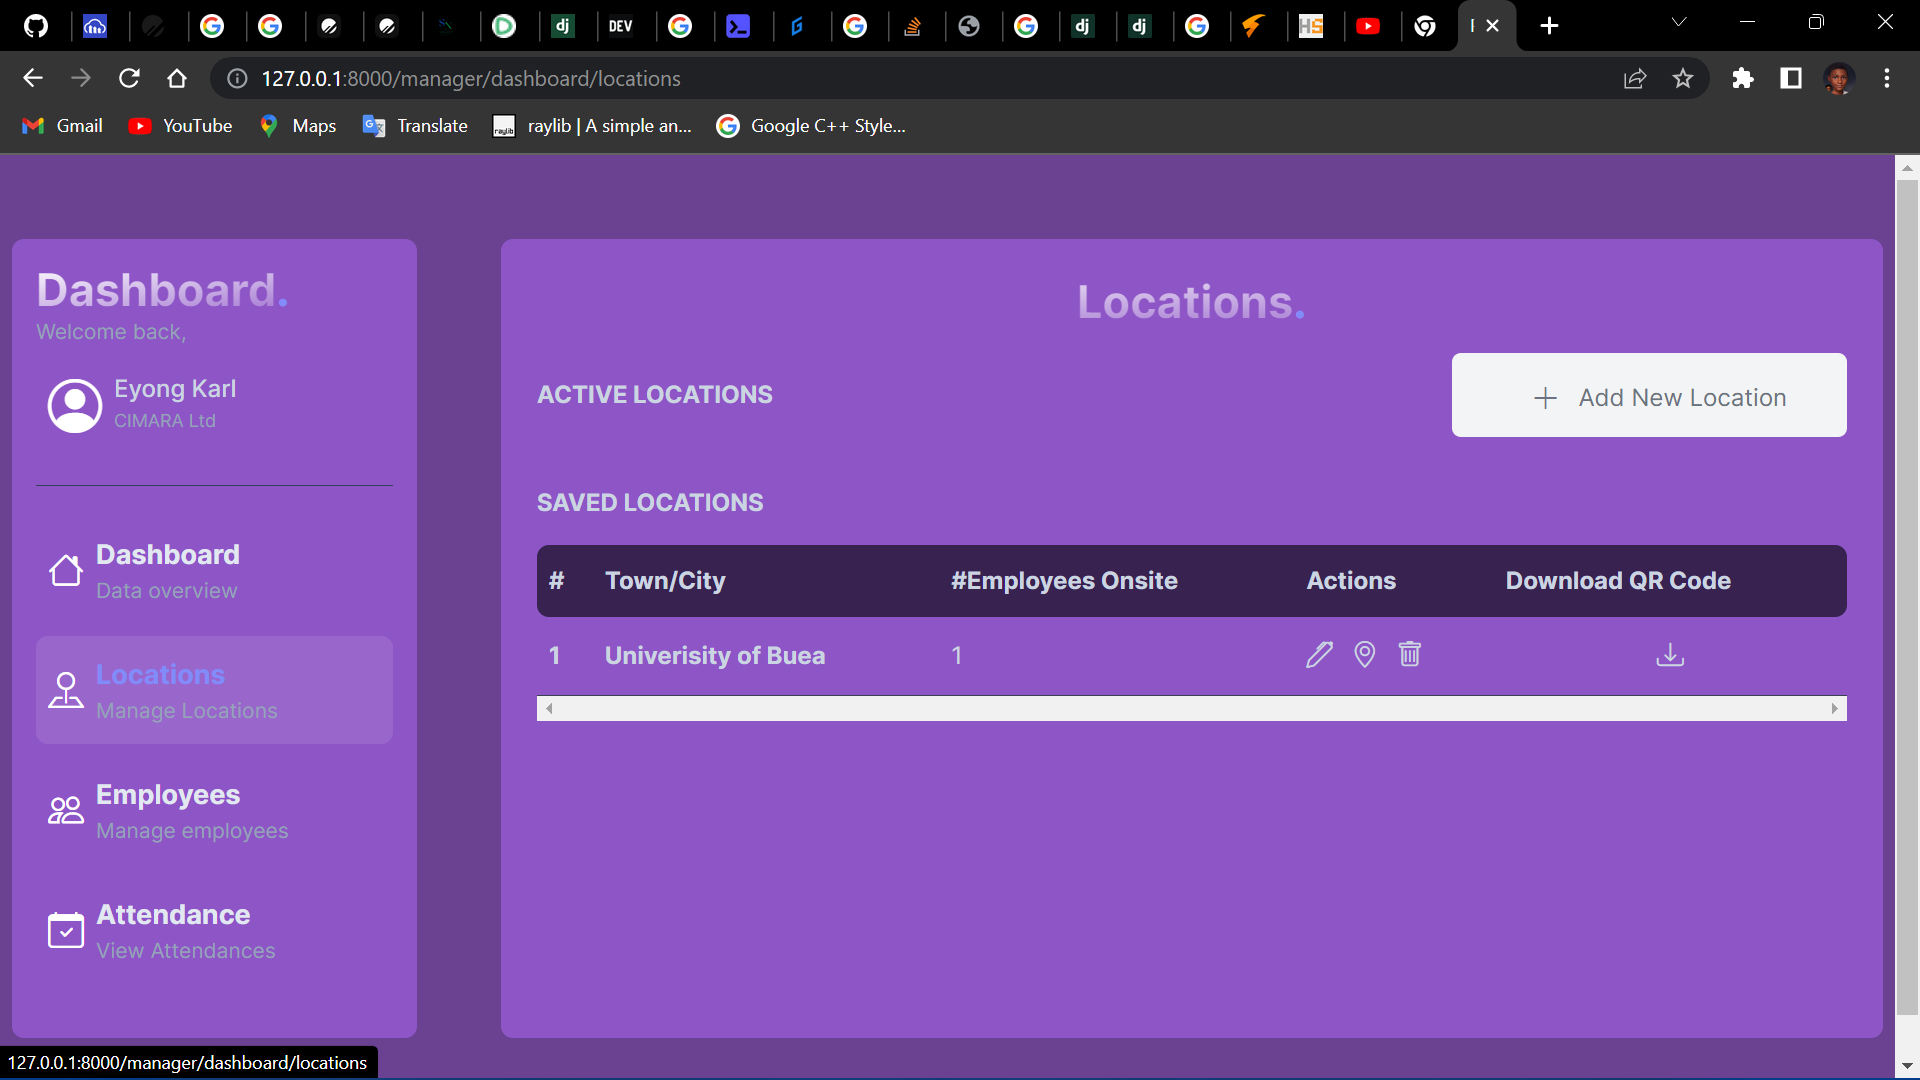 DEV
127.0.0.1:8000/manager/dashboard/locations
Gmail
YouTube
Maps
Translate
raylib | A simple an...
Google C++ Style...
Dashboard.
Welcome back,
Eyong Karl
CIMARA Ltd
Dashboard
Data overview
Locations
Manage Locations
Employees
Manage employees
Attendance
View Attendances
Locations.
ACTIVE LOCATIONS
Add New Location
SAVED LOCATIONS
# Town/City #Employees Onsite Actions Download QR Code
1 Univerisity of Buea 1
127.0.0.1:8000/manager/dashboard/locations